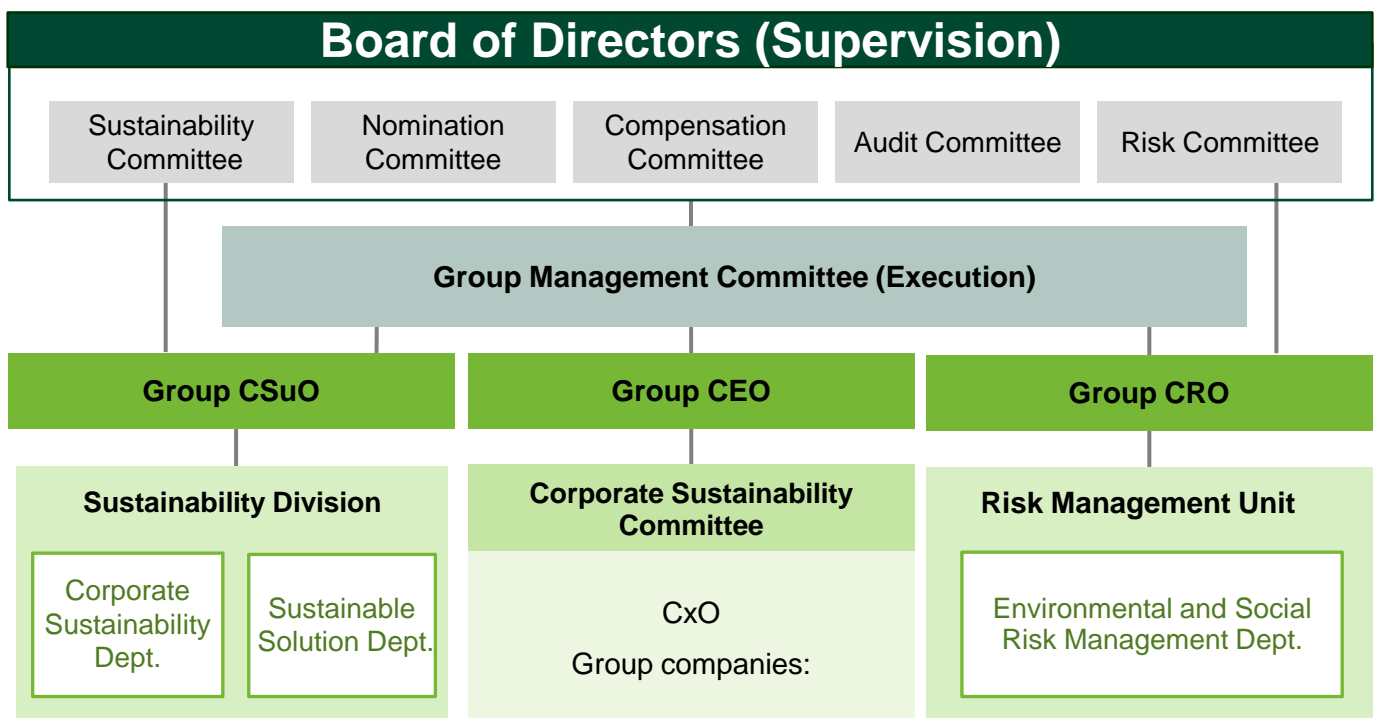 Board of Directors (Supervision)
Sustainability
Committee
Nomination
Committee
Compensation
Committee
Audit Committee
Risk Committee
Group Management Committee (Execution)
Group CSuO
Group CEO
Group CRO
Sustainability Division
Corporate
Sustainability
Dept.
Sustainable
Solution Dept.
Corporate Sustainability
Committee
CxO
Group companies:
Risk Management Unit
Environmental and Social
Risk Management Dept.